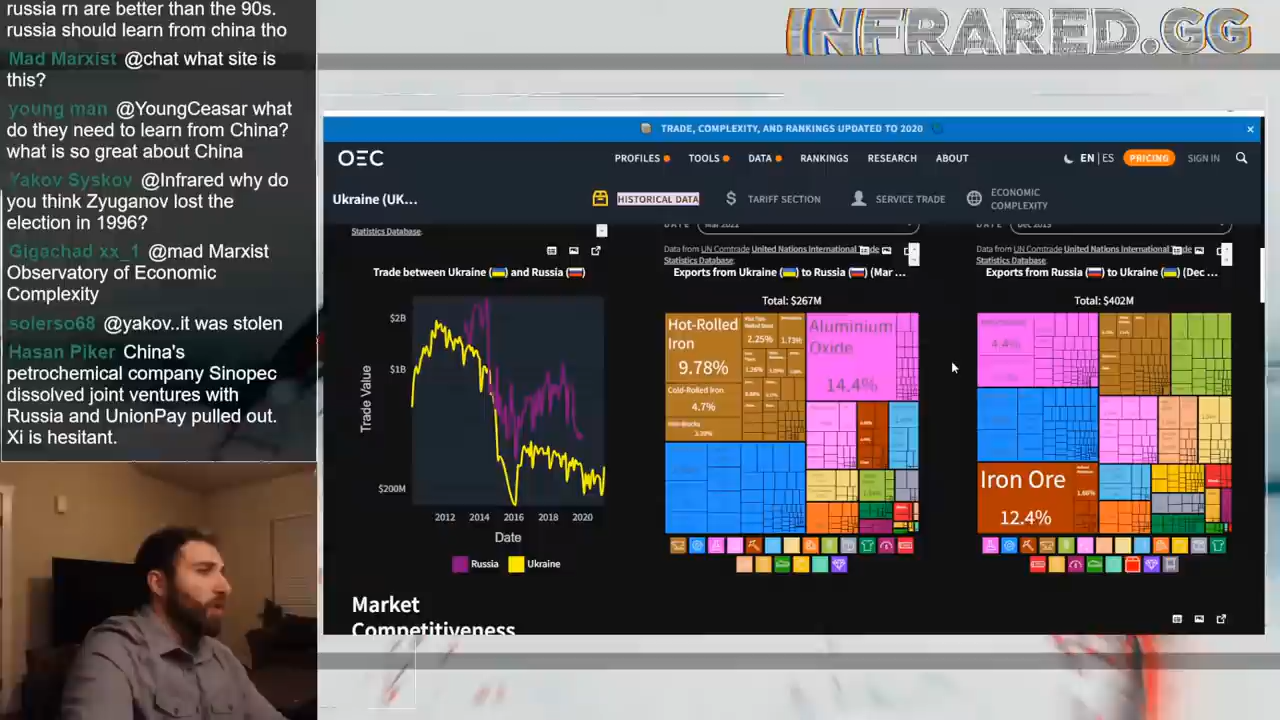 russia rn are better than the 90s.
russia should learn from china tho
Mad Marxist @chat what site is
this?
young man @YoungCeasar what
do they need to learn from China?
what is so great about China
Yakov Syskov @Infrared why do
you think Zyuganov lost the
election in 1996?
Gigachad xx_1 @mad Marxist
Observatory of Economic
Complexity
solerso68 @yakov..it was stolen
Hasan Piker China's
petrochemical company Sinopec
dissolved joint ventures with
Russia and UnionPay pulled out.
Xi is hesitant.
INFRARED.GG
TRADE, COMPLEXITY, AND RANKINGS UPDATED TO 2020
×
OEC
PROFILES
TOOLS
DATA
RANKINGS
RESEARCH
ABOUT
EN | ES
PRICING
SIGN IN
Ukraine (UK...
HISTORICAL DATA
$ TARIFF SECTION
SERVICE TRADE
ECONOMIC
COMPLEXITY
Statistics Database.
Trade between Ukraine and Russia
$2B
$1B
$200M
Trade Value
2012
2014
2016
2018
2020
Date
Russia
Ukraine
Data from UN Comtrade United Nations International Trade
Statistics Database.
Exports from Ukraine to Russia (Mar ...
Total: $267M
Hot-Rolled
Iron
9.78%
2.25%
1.73%
Cold-Rolled Iron
4.7%
Aluminium
Oxide
14.4%
Data from UN Comtrade United Nations International Trade
Statistics Database.
Exports from Russia to Ukraine (Dec ...
Total: $402M
4.4%
Iron Ore
12.4%
Market
Competitiveness